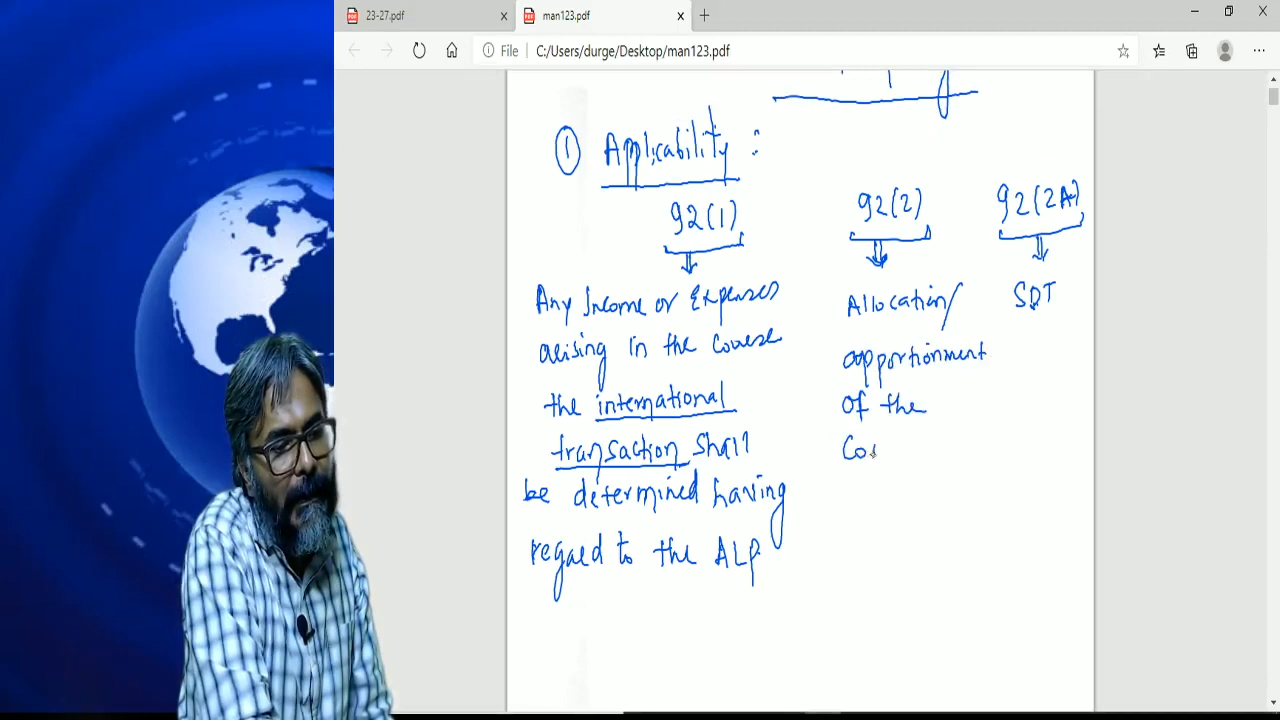 23-27.pdf
man123.pdf
File
C:/Users/durge/Desktop/man123.pdf
① Applicability :
92(1)
Any Income or Expenses
arising in the course
the international
transaction shall
be determined having
regard to the ALP
92(2)
Allocation/
apportionment
of the
Cos
92(2A)
SDT